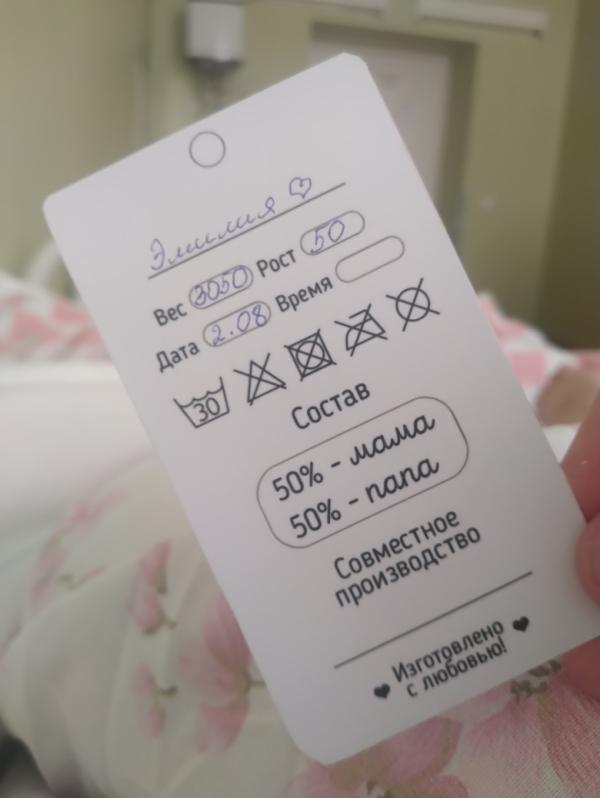 Эмилия ♡
Вес 3050 Рост 50
Дата 2.08 Время
30
Состав
50% - мама
50% - папа
Совместное
производство
Изготовлено
с любовью!